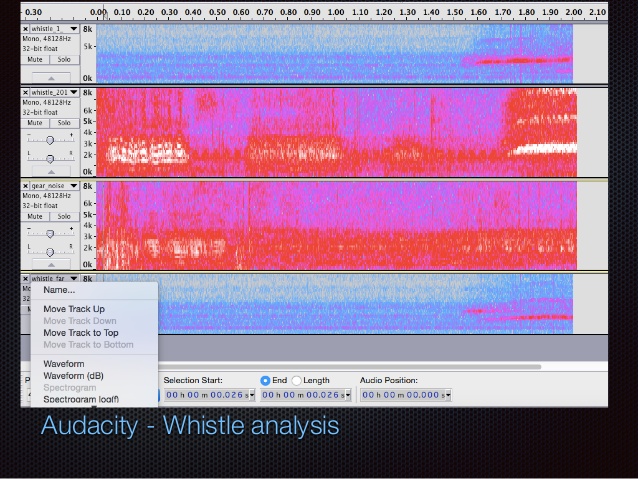 - 0.30 0.00 0.10 0.20 0.30 0.40 0.50 0.60 0.70 0.80 0.90 1.00 1.10 1.20 1.30 1.40 1.50 1.60 1.70 1.80 1.90 2.00 2.10
whistle_1_ 8k
Mono, 48128Hz
32-bit float 5k
Mute Solo
0k
whistle_201 8k
Mono, 48128Hz
32-bit float 6k
Mute Solo 5k
- + 4k
3k
L R 2k
0k
gear_noise 8k
Mono, 48128Hz
32-bit float 6k
Mute Solo 5k
- + 4k
3k
L R 2k
0k
whistle_far 8k
Name...
Move Track Up
Move Track Down
Move Track to Top
Move Track to Bottom
Waveform
Waveform (dB)
Spectrogram
Spectrogram log(f)
Selection Start: End Length Audio Position:
00 h 00 m 00.026 s 00 h 00 m 00.026 s 00 h 00 m 00.000 s
Audacity - Whistle analysis